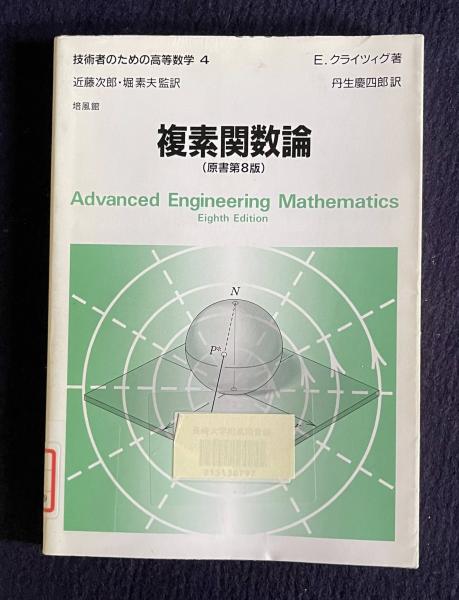 技術者のための高等数学 4
E. クライツィグ著
近藤次郎・堀 素夫 監訳
丹生慶四郎 訳
培風館
複素関数論
(原書第8版)
Advanced Engineering Mathematics
Eighth Edition
N
P*